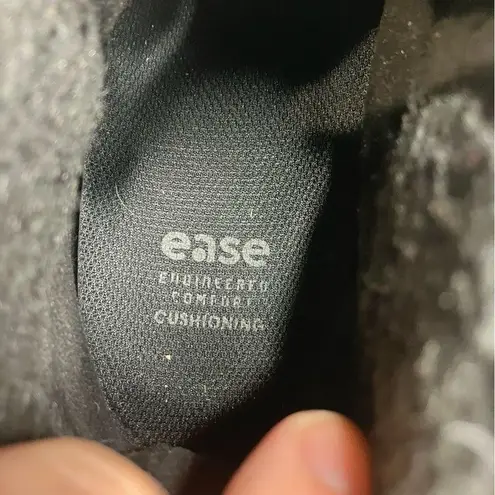 ease
ENGINEERED
COMFORT
CUSHIONING